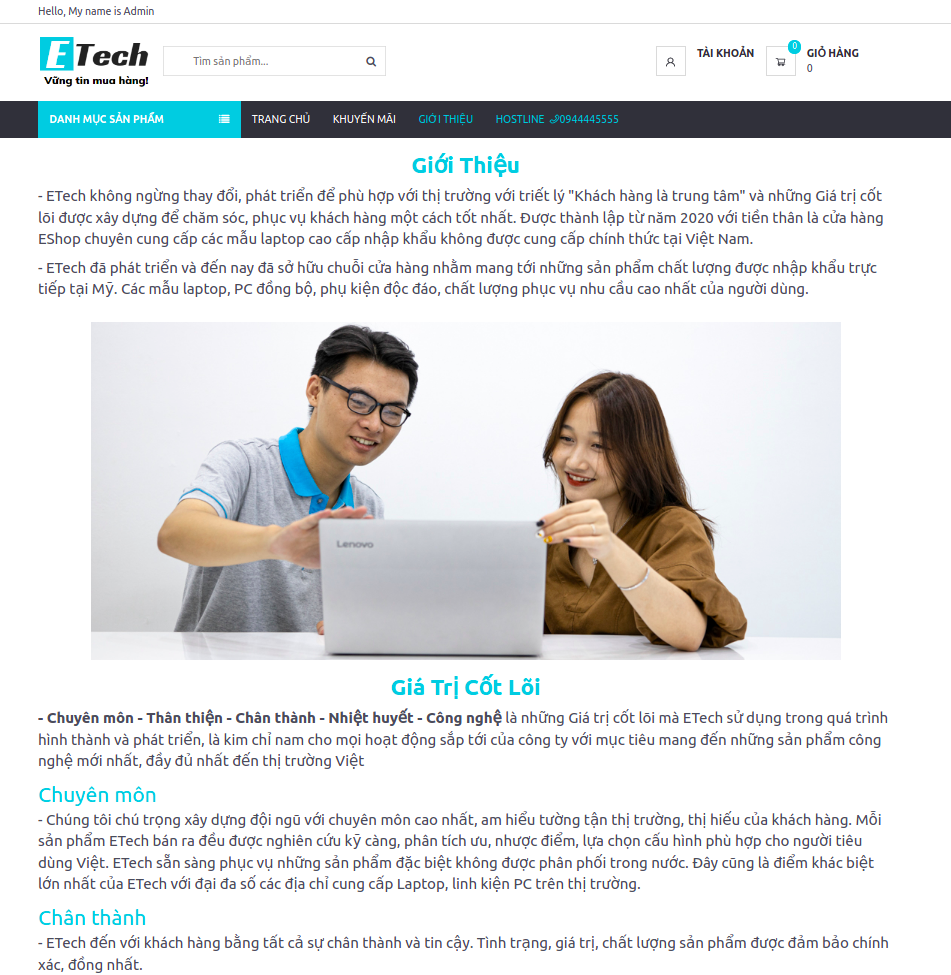 Hello, My name is Admin
ETech
Vững tin mua hàng!
Tìm sản phẩm...
TÀI KHOẢN
0
GIỎ HÀNG
0
DANH MỤC SẢN PHẨM
TRANG CHỦ
KHUYẾN MÃI
GIỚI THIỆU
HOSTLINE 0944445555
Giới Thiệu
- ETech không ngừng thay đổi, phát triển để phù hợp với thị trường với triết lý "Khách hàng là trung tâm" và những Giá trị cốt
lõi được xây dựng để chăm sóc, phục vụ khách hàng một cách tốt nhất. Được thành lập từ năm 2020 với tiền thân là cửa hàng
EShop chuyên cung cấp các mẫu laptop cao cấp nhập khẩu không được cung cấp chính thức tại Việt Nam.
- ETech đã phát triển và đến nay đã sở hữu chuỗi cửa hàng nhằm mang tới những sản phẩm chất lượng được nhập khẩu trực
tiếp tại Mỹ. Các mẫu laptop, PC đồng bộ, phụ kiện độc đáo, chất lượng phục vụ nhu cầu cao nhất của người dùng.
Lenovo
Giá Trị Cốt Lõi
- Chuyên môn - Thân thiện - Chân thành - Nhiệt huyết - Công nghệ là những Giá trị cốt lõi mà ETech sử dụng trong quá trình
hình thành và phát triển, là kim chỉ nam cho mọi hoạt động sắp tới của công ty với mục tiêu mang đến những sản phẩm công
nghệ mới nhất, đầy đủ nhất đến thị trường Việt
Chuyên môn
- Chúng tôi chú trọng xây dựng đội ngũ với chuyên môn cao nhất, am hiểu tường tận thị trường, thị hiếu của khách hàng. Mỗi
sản phẩm ETech bán ra đều được nghiên cứu kỹ càng, phân tích ưu, nhược điểm, lựa chọn cấu hình phù hợp cho người tiêu
dùng Việt. ETech sẵn sàng phục vụ những sản phẩm đặc biệt không được phân phối trong nước. Đây cũng là điểm khác biệt
lớn nhất của ETech với đại đa số các địa chỉ cung cấp Laptop, linh kiện PC trên thị trường.
Chân thành
- ETech đến với khách hàng bằng tất cả sự chân thành và tin cậy. Tình trạng, giá trị, chất lượng sản phẩm được đảm bảo chính
xác, đồng nhất.